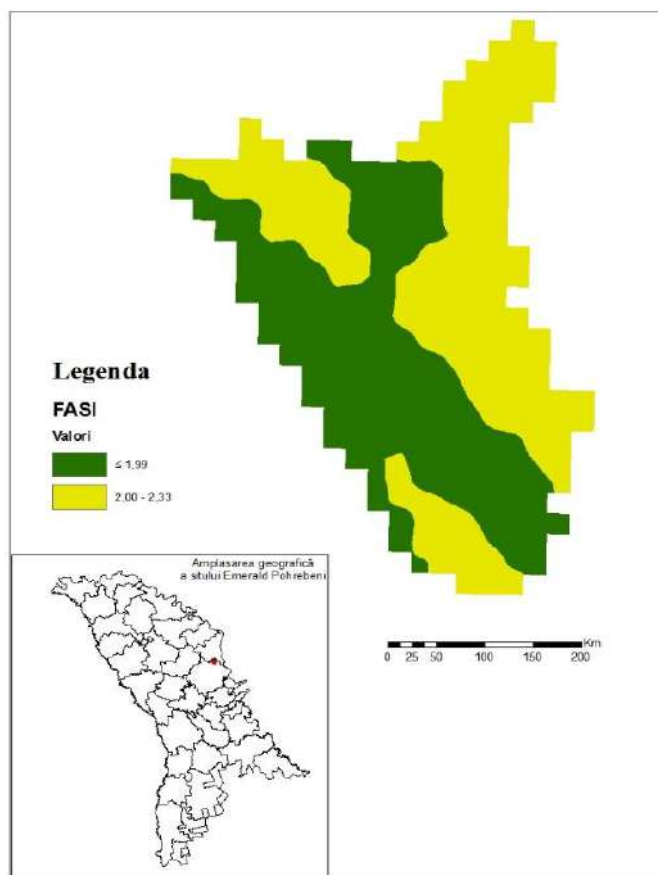 Legenda
FASI
Valori
≤ 1,99
2,00 - 2,33
Amplasarea geografică
a sitului Emerald Pohrebeni
Km
0 25 50 100 150 200